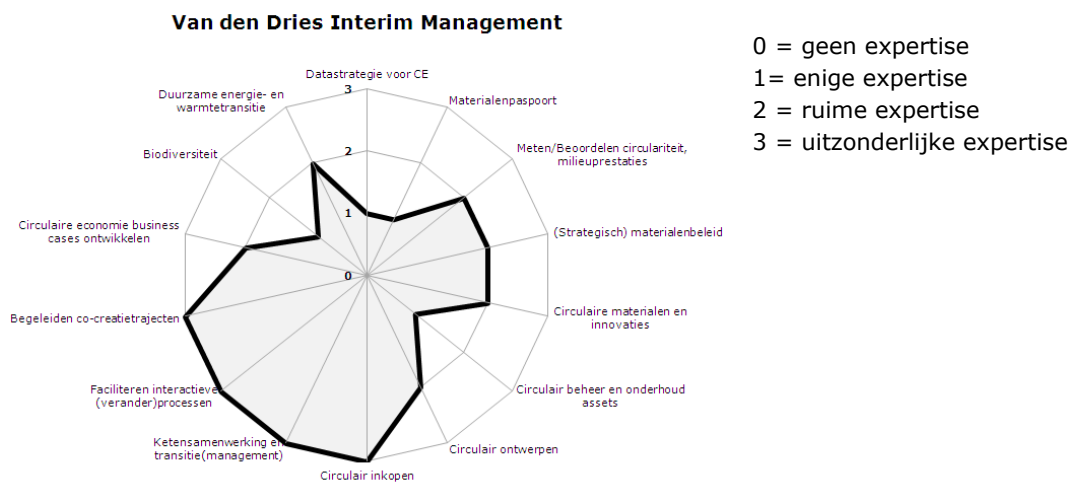 Van den Dries Interim Management
0 = geen expertise
1= enige expertise
2 = ruime expertise
3 = uitzonderlijke expertise
Datastrategie voor CE
Materialenpaspoort
Meten/Beoordelen circulariteit,
milieuprestaties
(Strategisch) materialenbeleid
Circulaire materialen en
innovaties
Circulair beheer en onderhoud
assets
Circulair ontwerpen
Circulair inkopen
Ketensamenwerking en
transitie(management)
Faciliteren interactieve
(verander)processen
Begeleiden co-creatietrajecten
Circulaire economie business
cases ontwikkelen
Biodiversiteit
Duurzame energie- en
warmtetransitie
3
2
1
0